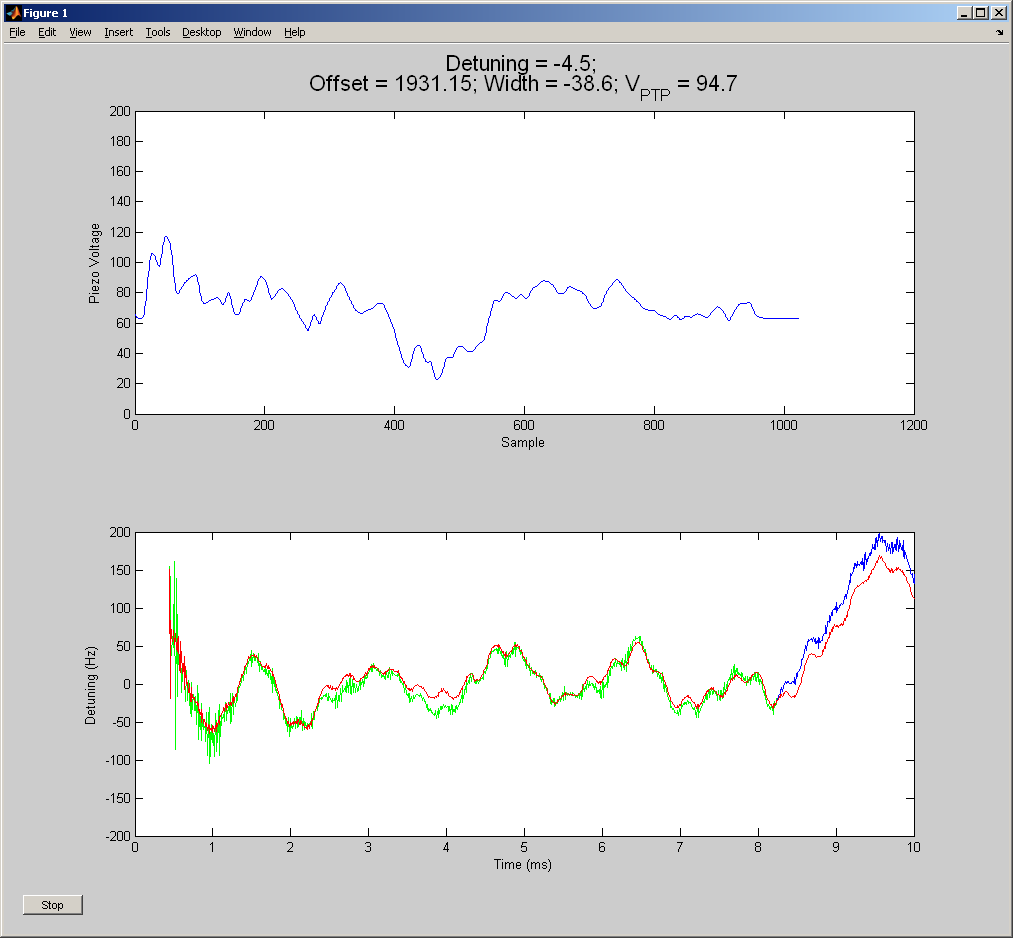 Figure 1
File Edit View Insert Tools Desktop Window Help
Detuning = -4.5;
Offset = 1931.15; Width = -38.6; V_PTP = 94.7
200
180
160
140
120
100
80
60
40
20
0
Piezo Voltage
0 200 400 600 800 1000 1200
Sample
200
150
100
50
0
-50
-100
-150
-200
Detuning (Hz)
0 1 2 3 4 5 6 7 8 9 10
Time (ms)
Stop